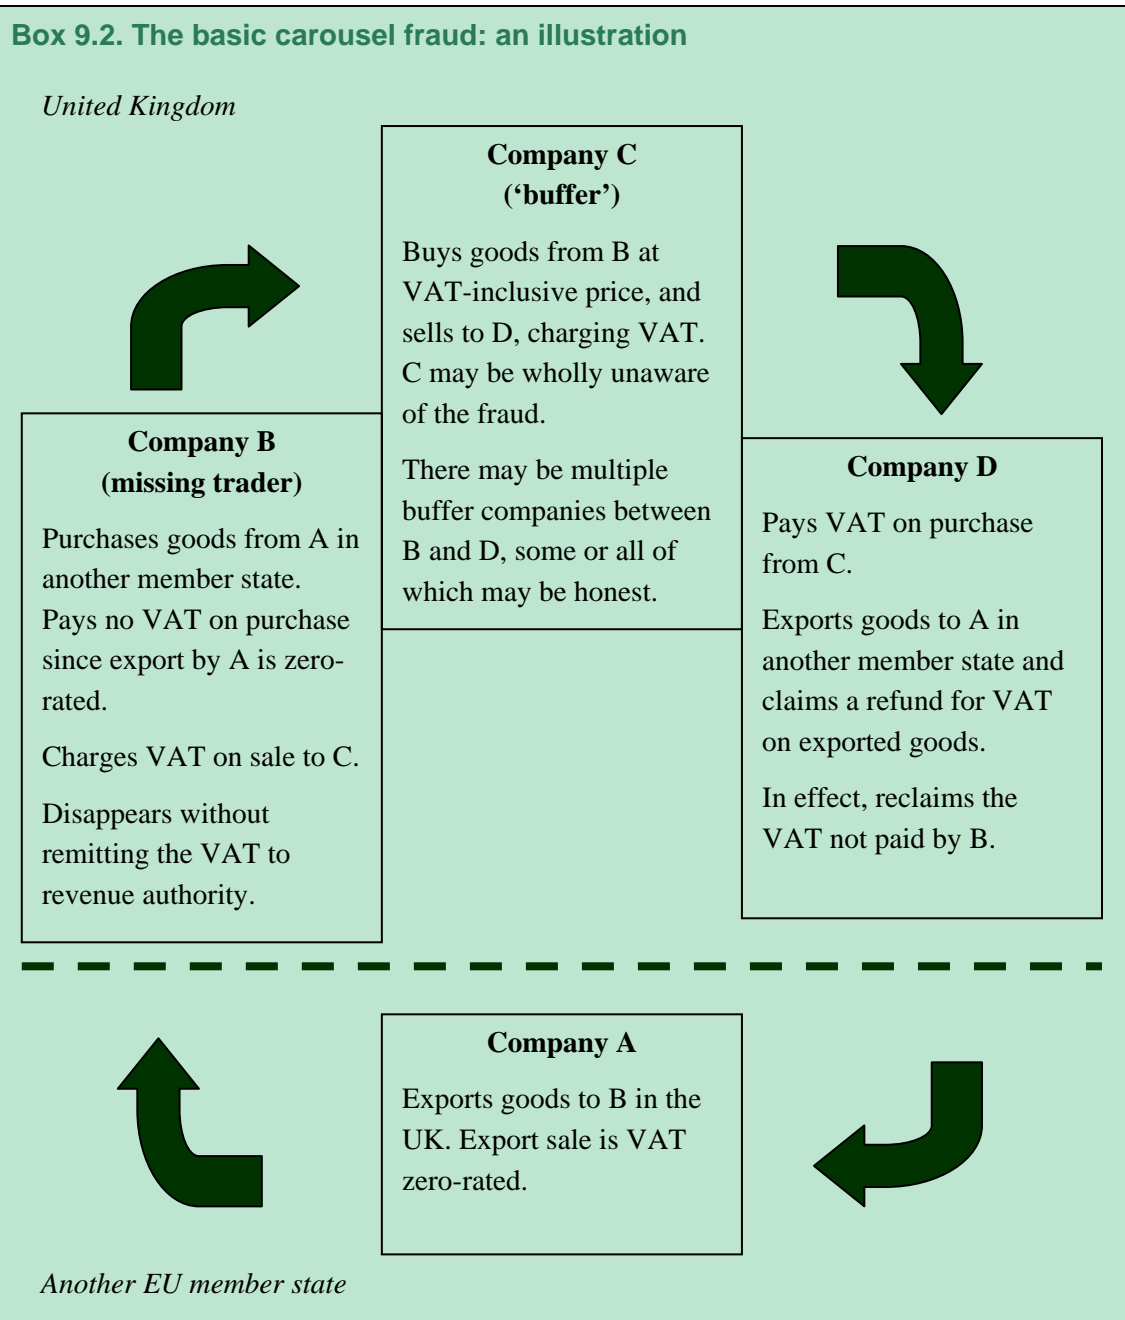 Box 9.2. The basic carousel fraud: an illustration
United Kingdom
Company C
(‘buffer’)
Buys goods from B at
VAT-inclusive price, and
sells to D, charging VAT.
C may be wholly unaware
of the fraud.
There may be multiple
buffer companies between
B and D, some or all of
which may be honest.
Company B
(missing trader)
Purchases goods from A in
another member state.
Pays no VAT on purchase
since export by A is zero-
rated.
Charges VAT on sale to C.
Disappears without
remitting the VAT to
revenue authority.
Company D
Pays VAT on purchase
from C.
Exports goods to A in
another member state and
claims a refund for VAT
on exported goods.
In effect, reclaims the
VAT not paid by B.
Company A
Exports goods to B in the
UK. Export sale is VAT
zero-rated.
Another EU member state